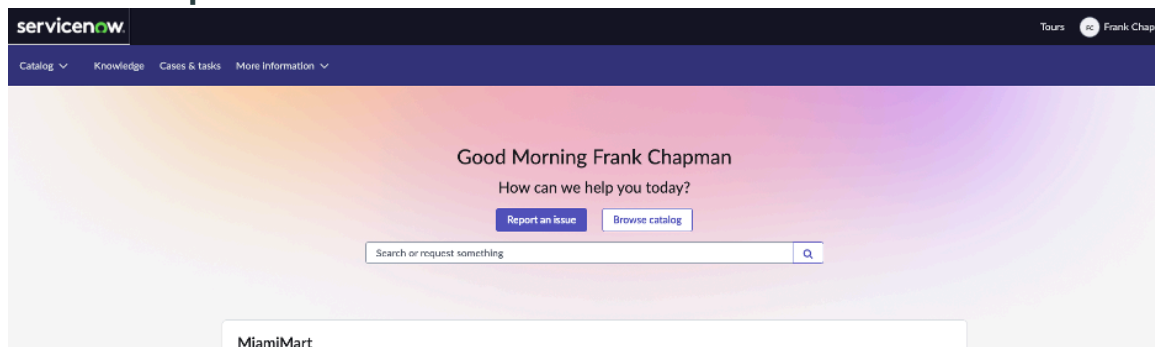 servicenow.
Tours FC Frank Chap
Catalog Knowledge Cases & tasks More information
Good Morning Frank Chapman
How can we help you today?
Report an issue Browse catalog
Search or request something
MiamiMart